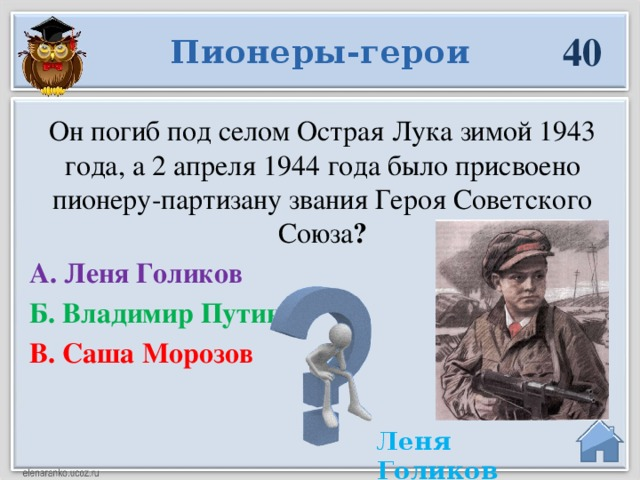 Пионеры-герои
40
Он погиб под селом Острая Лука зимой 1943
года, а 2 апреля 1944 года было присвоено
пионеру-партизану звания Героя Советского
Союза?
А. Леня Голиков
Б. Владимир Путин
В. Саша Морозов
Леня
Голиков
elenaranko.ucoz.ru